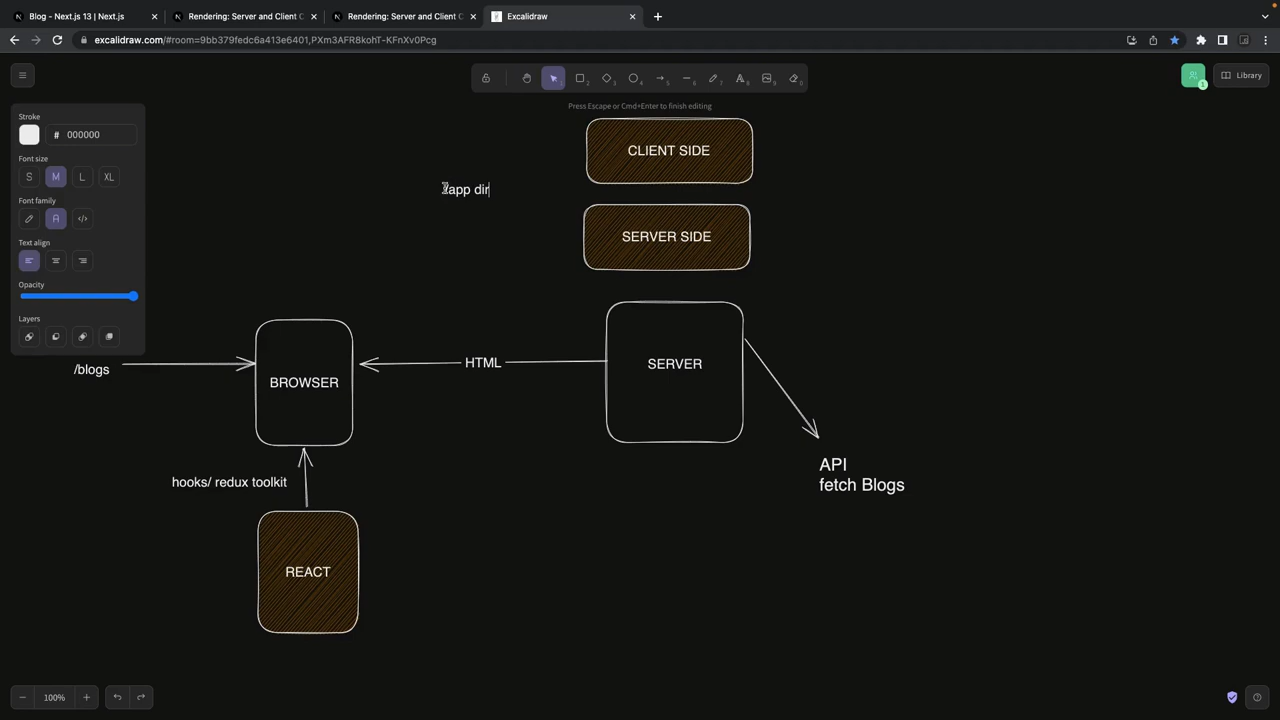 Blog - Next.js 13 | Next.js
Rendering: Server and Client C
Rendering: Server and Client C
Excalidraw
excalidraw.com/#room=9bb379fedc6a413e6401,PXm3AFR8kohT-KFnXv0Pcg
Library
Press Escape or Cmd+Enter to finish editing
Stroke
# 000000
Font size
S M L XL
Font family
A
Text align
Opacity
Layers
CLIENT SIDE
/app dir
SERVER SIDE
/blogs
BROWSER
HTML
SERVER
API
fetch Blogs
hooks/ redux toolkit
REACT
100%